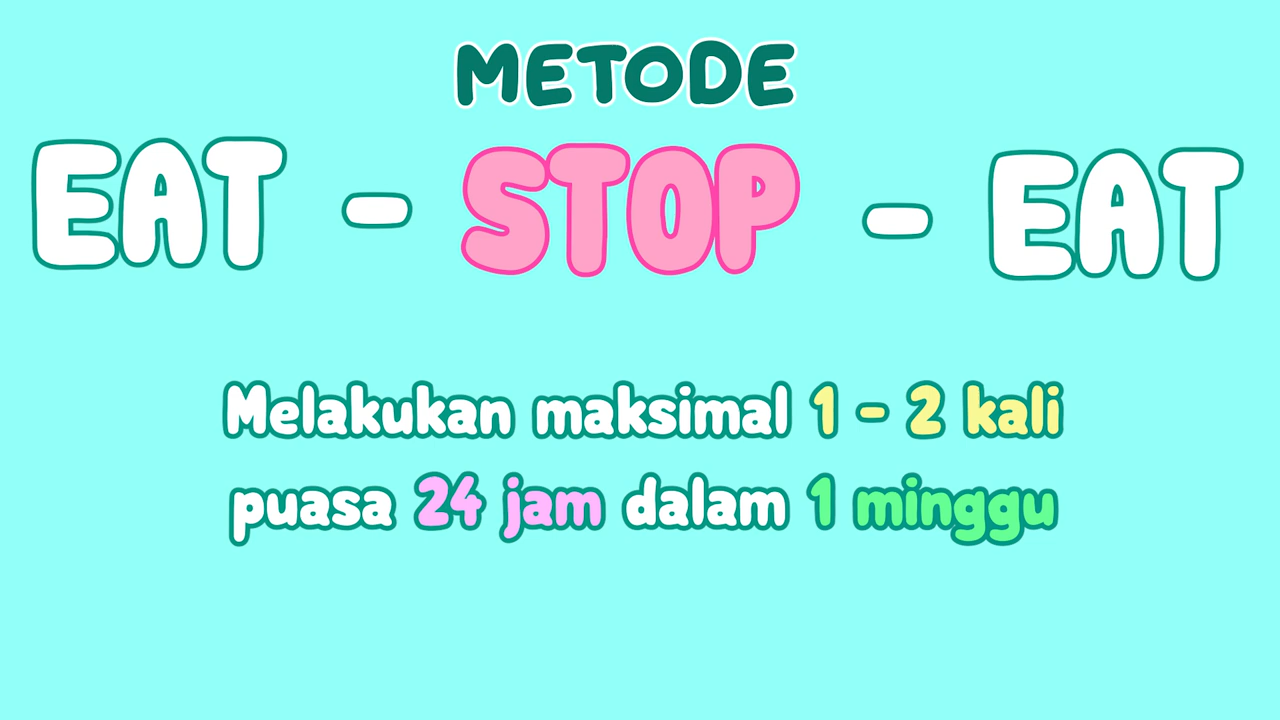 METODE
EAT - STOP - EAT
Melakukan maksimal 1 - 2 kali
puasa 24 jam dalam 1 minggu